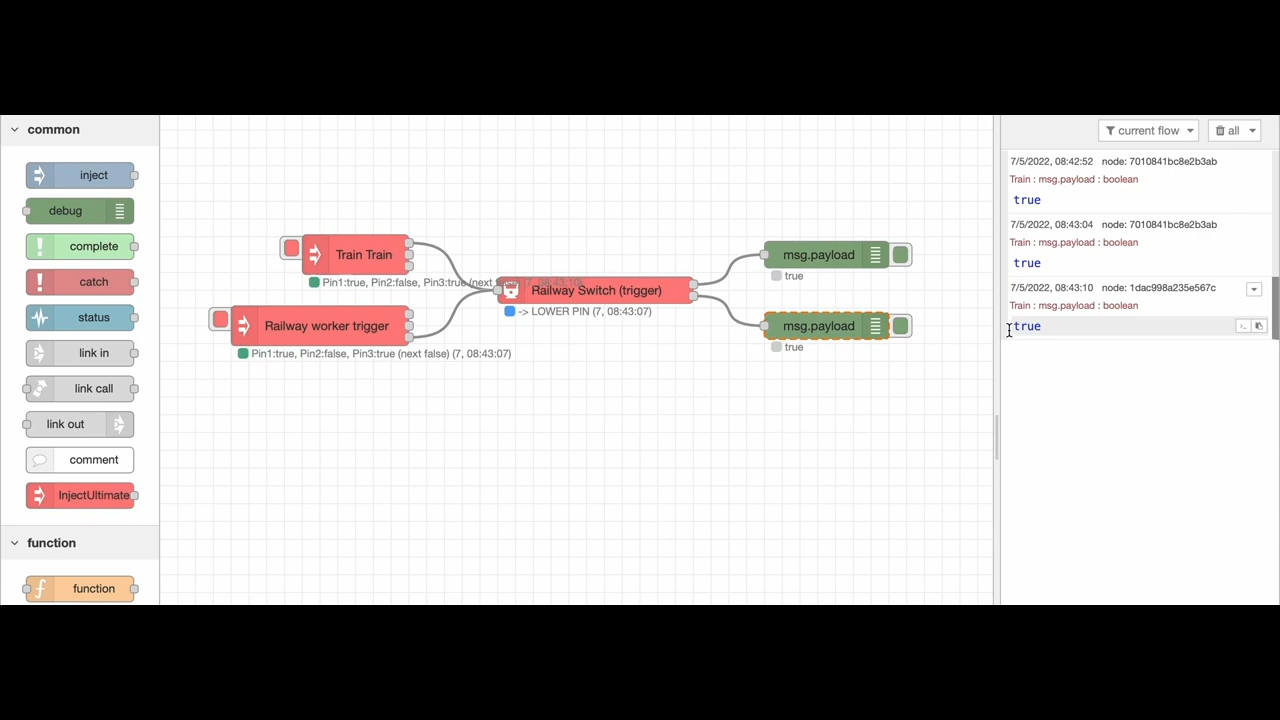 common
inject
debug
complete
catch
status
link in
link call
link out
comment
InjectUltimate
function
function
Train Train
Pin1:true, Pin2:false, Pin3:true (next false) (7, 08:43:10)
Railway worker trigger
Pin1:true, Pin2:false, Pin3:true (next false) (7, 08:43:07)
Railway Switch (trigger)
-> LOWER PIN (7, 08:43:07)
msg.payload
true
msg.payload
true
current flow
all
7/5/2022, 08:42:52 node: 7010841bc8e2b3ab
Train : msg.payload : boolean
true
7/5/2022, 08:43:04 node: 7010841bc8e2b3ab
Train : msg.payload : boolean
true
7/5/2022, 08:43:10 node: 1dac998a235e567c
Train : msg.payload : boolean
true